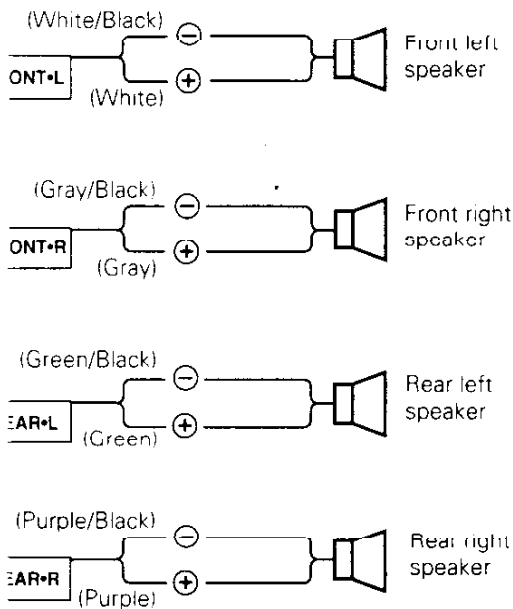 (White/Black)
⊖
Front left
speaker
ONT•L
⊕
(White)
(Gray/Black)
⊖
Front right
speaker
ONT•R
⊕
(Gray)
(Green/Black)
⊖
Rear left
speaker
EAR•L
⊕
(Green)
(Purple/Black)
⊖
Rear right
speaker
EAR•R
⊕
(Purple)